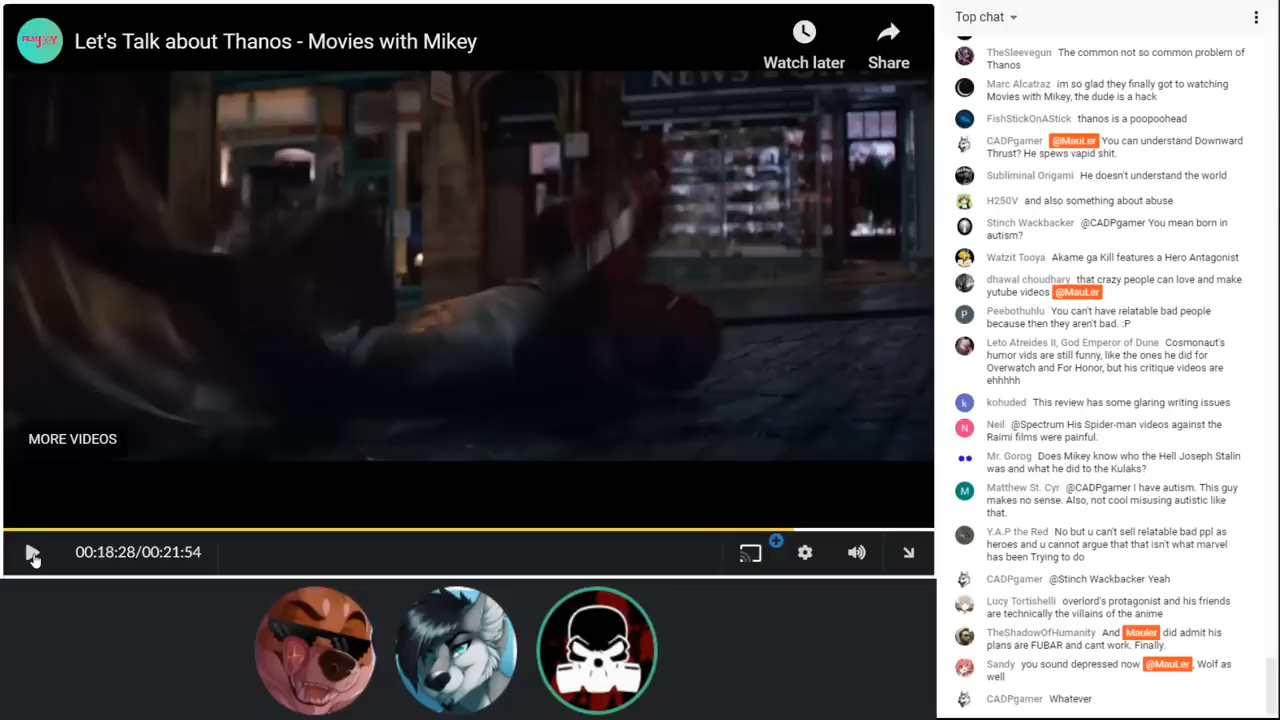 FILM JOY
Let's Talk about Thanos - Movies with Mikey
Watch later
Share
NEWS
MORE VIDEOS
00:18:28/00:21:54
Top chat
TheSleevegun The common not so common problem of
Thanos
Marc Alcatraz im so glad they finally got to watching
Movies with Mikey, the dude is a hack
FishStickOnAStick thanos is a poopoohead
CADPgamer @MauLer You can understand Downward
Thrust? He spews vapid shit.
Subliminal Origami He doesn't understand the world
H250V and also something about abuse
Stinch Wackbacker @CADPgamer You mean born in
autism?
Watzit Tooya Akame ga Kill features a Hero Antagonist
dhawal choudhary that crazy people can love and make
yutube videos @MauLer
P
Peebothuhlu You can't have relatable bad people
because then they aren't bad. :P
Leto Atreides II, God Emperor of Dune Cosmonaut's
humor vids are still funny, like the ones he did for
Overwatch and For Honor, but his critique videos are
ehhhhh
k
kohuded This review has some glaring writing issues
N
Neil @Spectrum His Spider-man videos against the
Raimi films were painful.
Mr. Gorog Does Mikey know who the Hell Joseph Stalin
was and what he did to the Kulaks?
M
Matthew St. Cyr @CADPgamer I have autism. This guy
makes no sense. Also, not cool misusing autistic like
that.
Y.A.P the Red No but u can't sell relatable bad ppl as
heroes and u cannot argue that that isn't what marvel
has been Trying to do
CADPgamer @Stinch Wackbacker Yeah
Lucy Tortishelli overlord's protagonist and his friends
are technically the villains of the anime
TheShadowOfHumanity And Mauler did admit his
plans are FUBAR and cant work. Finally.
Sandy you sound depressed now @MauLer, Wolf as
well
CADPgamer Whatever